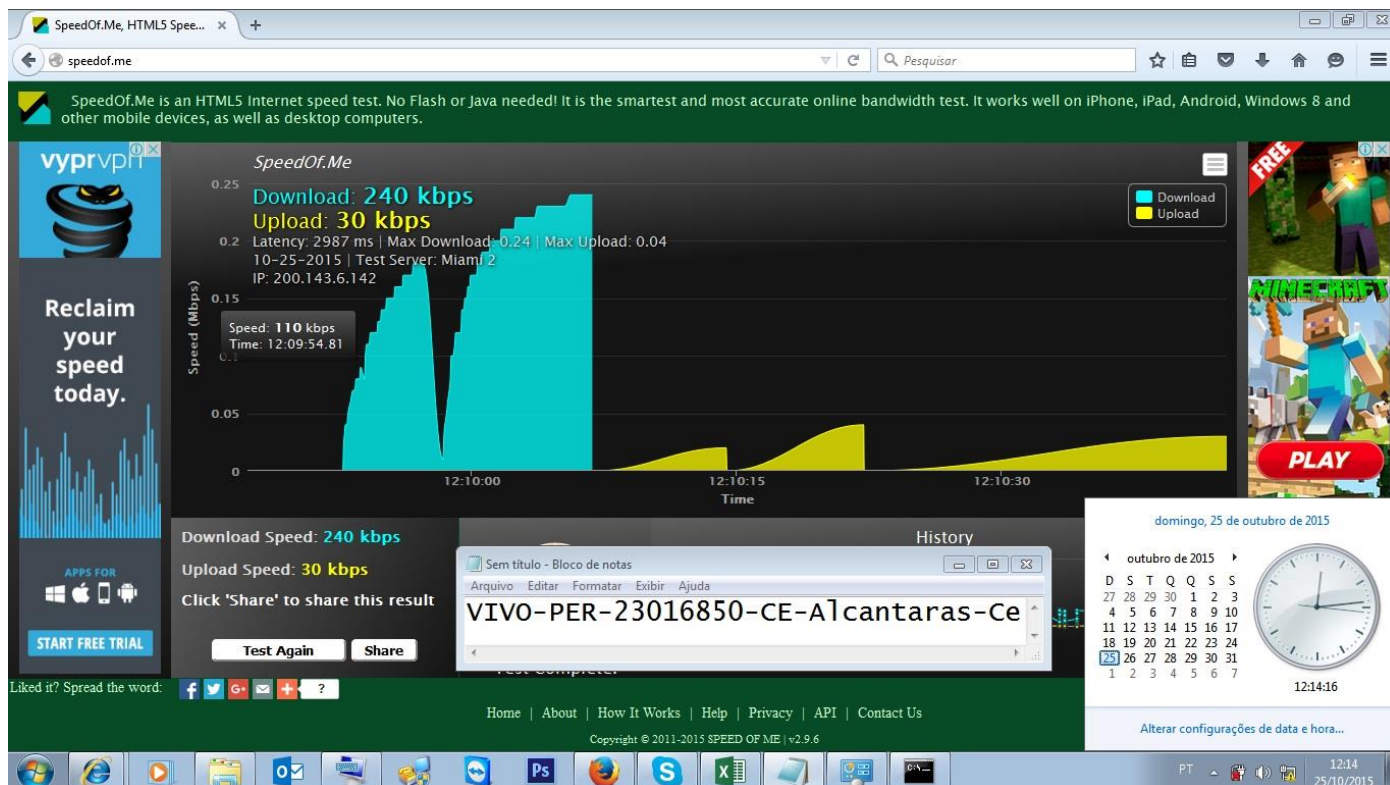 SpeedOf.Me, HTML5 Spee...
speedof.me
Pesquisar
SpeedOf.Me is an HTML5 Internet speed test. No Flash or Java needed! It is the smartest and most accurate online bandwidth test. It works well on iPhone, iPad, Android, Windows 8 and
other mobile devices, as well as desktop computers.
vyprvpn
Reclaim
your
speed
today.
APPS FOR
START FREE TRIAL
SpeedOf.Me
Download: 240 kbps
Upload: 30 kbps
Latency: 2987 ms | Max Download: 0.24 | Max Upload: 0.04
10-25-2015 | Test Server: Miami 2
IP: 200.143.6.142
Download
Upload
Speed (Mbps)
0.25
0.2
0.15
0.1
0.05
0
Speed: 110 kbps
Time: 12:09:54.81
12:10:00
12:10:15
12:10:30
Time
FREE
MINECRAFT
PLAY
Download Speed: 240 kbps
Upload Speed: 30 kbps
Click 'Share' to share this result
Test Again
Share
History
Sem título - Bloco de notas
Arquivo Editar Formatar Exibir Ajuda
VIVO-PER-23016850-CE-Alcantaras-Ce
Test Complete.
domingo, 25 de outubro de 2015
outubro de 2015
D S T Q Q S S
27 28 29 30 1 2 3
4 5 6 7 8 9 10
11 12 13 14 15 16 17
18 19 20 21 22 23 24
25 26 27 28 29 30 31
1 2 3 4 5 6 7
12:14:16
Alterar configurações de data e hora...
Liked it? Spread the word:
?
Home | About | How It Works | Help | Privacy | API | Contact Us
Copyright © 2011-2015 SPEED OF ME | v2.9.6
Ps
PT
12:14
25/10/2015